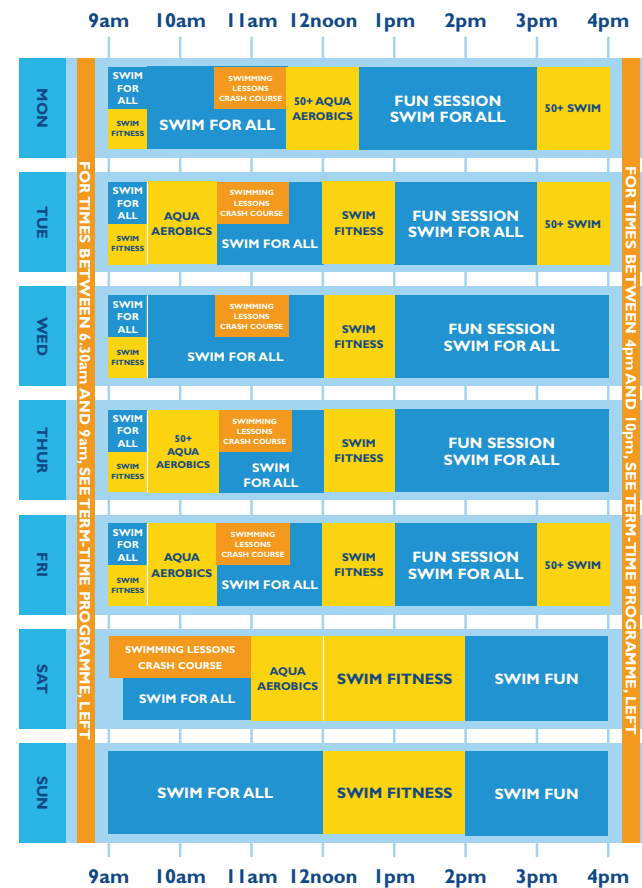 9am 10am 11am 12noon 1pm 2pm 3pm 4pm
FOR TIMES BETWEEN 6.30am AND 9am, SEE TERM-TIME PROGRAMME, LEFT
MON
SWIM
FOR
ALL
SWIM
FITNESS
SWIM FOR ALL
SWIMMING
LESSONS
CRASH COURSE
50+ AQUA
AEROBICS
FUN SESSION
SWIM FOR ALL
50+ SWIM
TUE
SWIM
FOR
ALL
SWIM
FITNESS
AQUA
AEROBICS
SWIMMING
LESSONS
CRASH COURSE
SWIM FOR ALL
SWIM
FITNESS
FUN SESSION
SWIM FOR ALL
50+ SWIM
WED
SWIM
FOR
ALL
SWIM
FITNESS
SWIMMING
LESSONS
CRASH COURSE
SWIM FOR ALL
SWIM
FITNESS
FUN SESSION
SWIM FOR ALL
THUR
SWIM
FOR
ALL
SWIM
FITNESS
50+
AQUA
AEROBICS
SWIMMING
LESSONS
CRASH COURSE
SWIM
FOR ALL
SWIM
FITNESS
FUN SESSION
SWIM FOR ALL
FRI
SWIM
FOR
ALL
SWIM
FITNESS
AQUA
AEROBICS
SWIMMING
LESSONS
CRASH COURSE
SWIM FOR ALL
SWIM
FITNESS
FUN SESSION
SWIM FOR ALL
50+ SWIM
SAT
SWIMMING LESSONS
CRASH COURSE
SWIM FOR ALL
AQUA
AEROBICS
SWIM FITNESS
SWIM FUN
SUN
SWIM FOR ALL
SWIM FITNESS
SWIM FUN
FOR TIMES BETWEEN 4pm AND 10pm, SEE TERM-TIME PROGRAMME, LEFT
9am 10am 11am 12noon 1pm 2pm 3pm 4pm